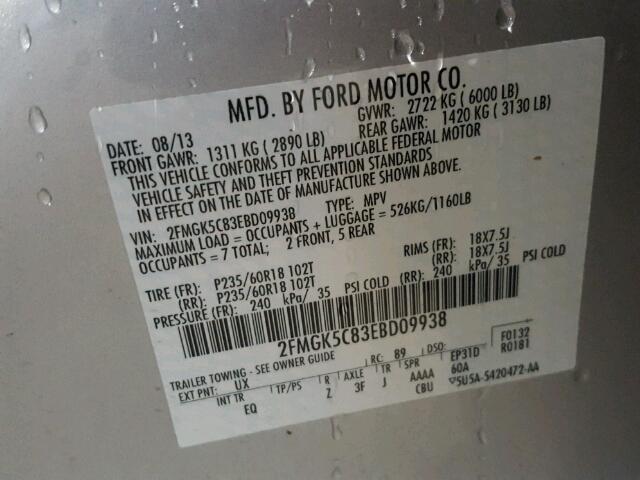 MFD. BY FORD MOTOR CO.
DATE: 08/13 GVWR: 2722 KG ( 6000 LB)
FRONT GAWR: 1311 KG ( 2890 LB) REAR GAWR: 1420 KG ( 3130 LB)
THIS VEHICLE CONFORMS TO ALL APPLICABLE FEDERAL MOTOR
VEHICLE SAFETY AND THEFT PREVENTION STANDARDS
IN EFFECT ON THE DATE OF MANUFACTURE SHOWN ABOVE.
VIN: 2FMGK5C83EBD09938 TYPE: MPV
MAXIMUM LOAD = OCCUPANTS + LUGGAGE = 526KG/1160LB
OCCUPANTS = 7 TOTAL; 2 FRONT, 5 REAR
TIRE (FR): P235/60R18 102T RIMS (FR): 18X7.5J
(RR): P235/60R18 102T (RR): 18X7.5J
PRESSURE (FR): 240 kPa/ 35 PSI COLD (RR): 240 kPa/ 35 PSI COLD
2FMGK5C83EBD09938
F0132
R0181
TRAILER TOWING - SEE OWNER GUIDE RC: 89 DSO: EP31D
EXT PNT: UX 60A
INT TR TP/PS R AXLE TR SPR
EQ Z 3F J AAAA
CBU 5U5A-5420472-AA